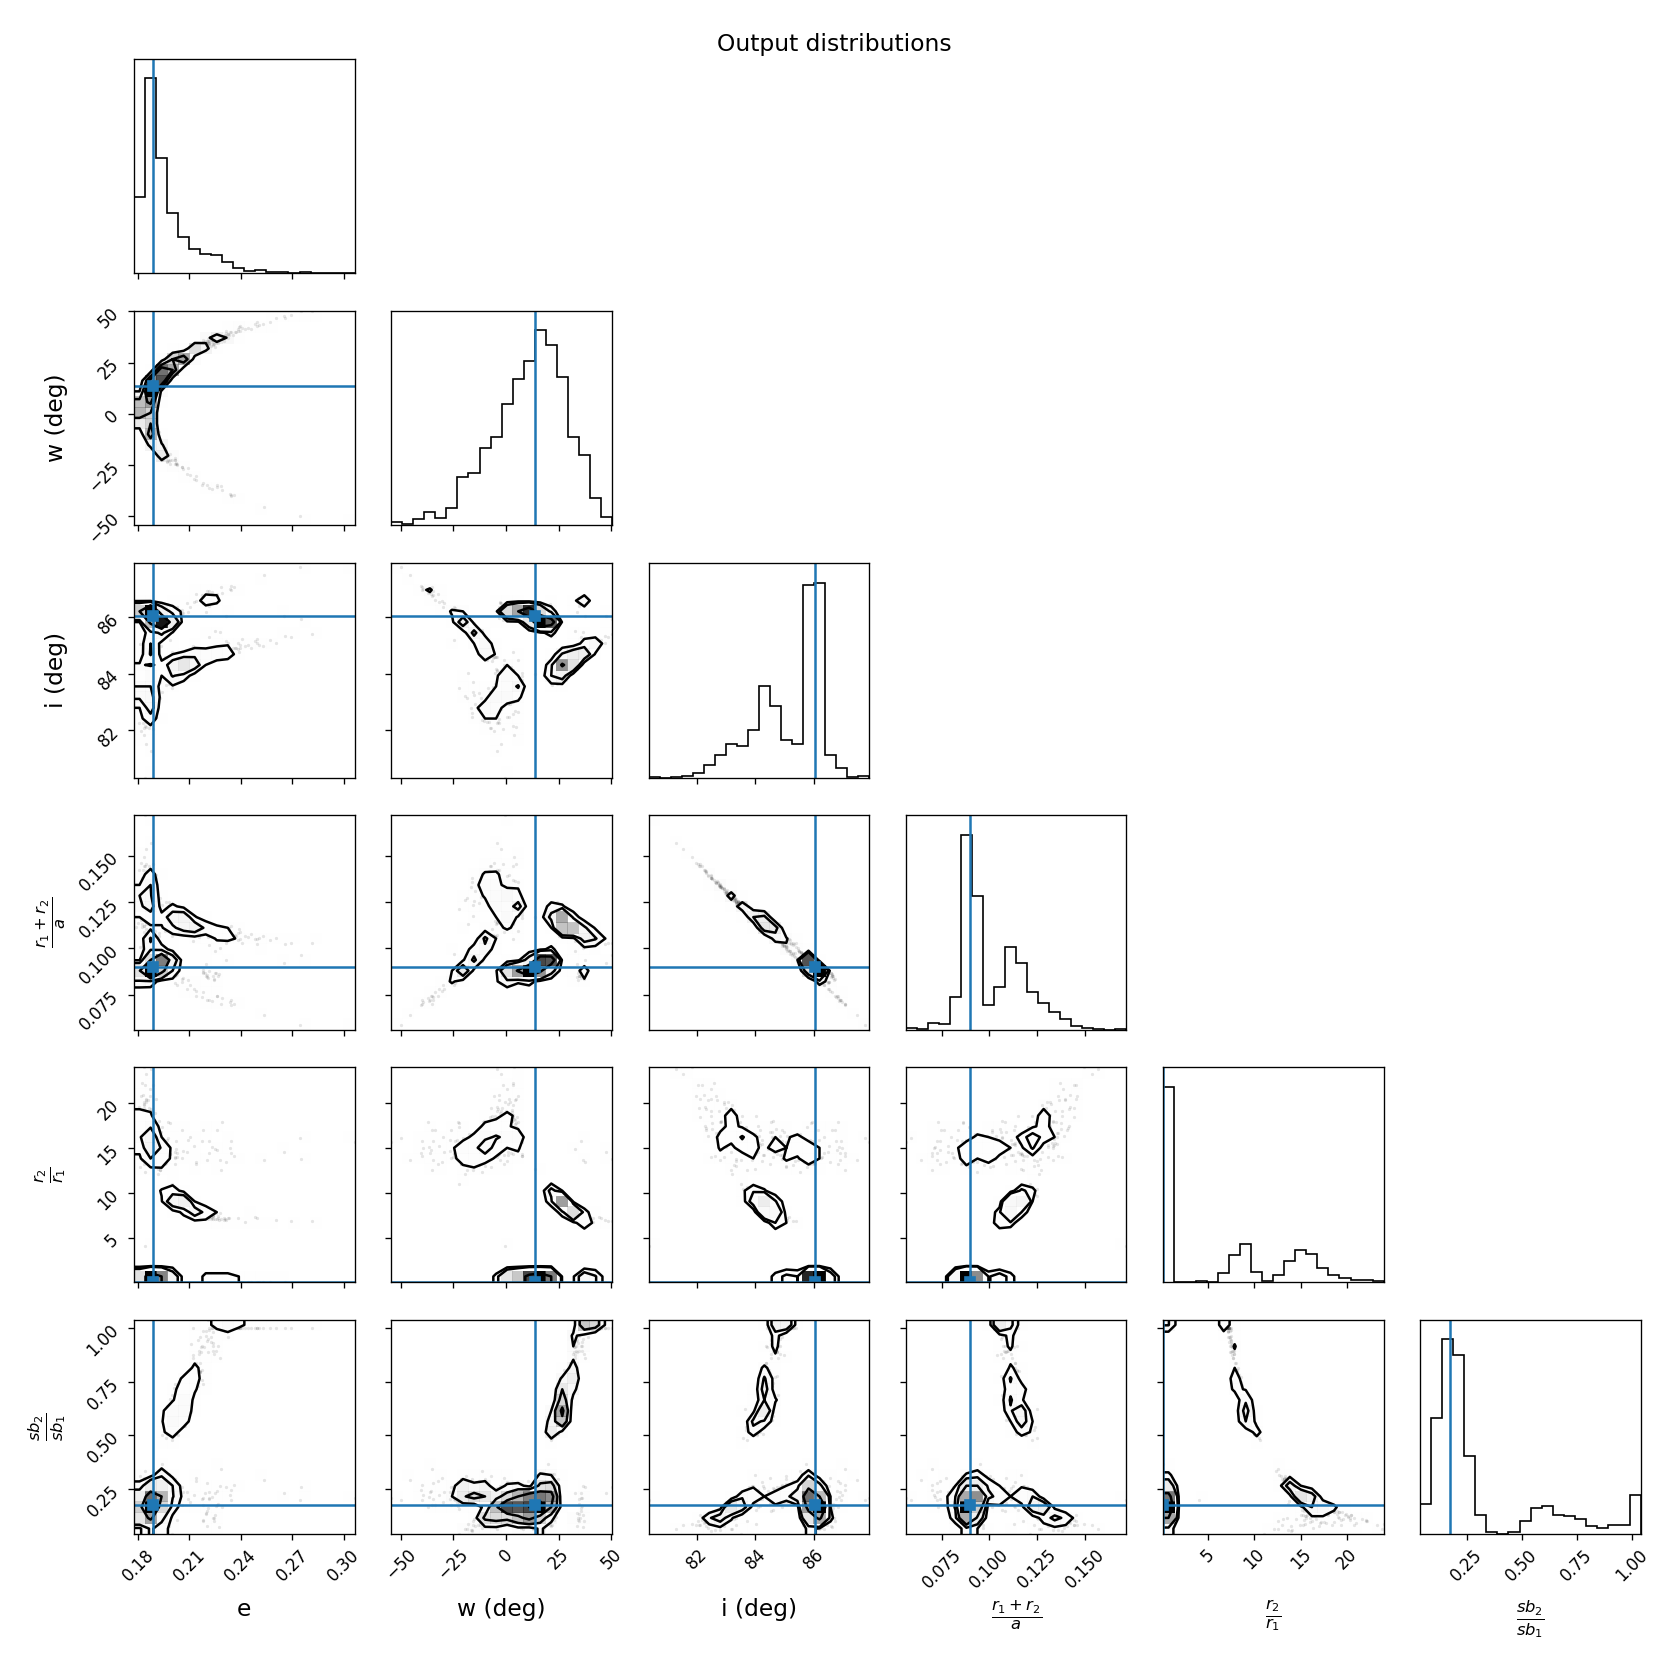 Output distributions
50
25
0
−25
−50
w (deg)
86
84
82
i (deg)
0.150
0.125
0.100
0.075
r₁ + r₂
a
20
15
10
5
r₂
r₁
1.00
0.75
0.50
0.25
sb₂
sb₁
0.18 0.21 0.24 0.27 0.30
−50 −25 0 25 50
82 84 86
0.075 0.100 0.125 0.150
5 10 15 20
0.25 0.50 0.75 1.00
e
w (deg)
i (deg)
r₁ + r₂
a
r₂
r₁
sb₂
sb₁